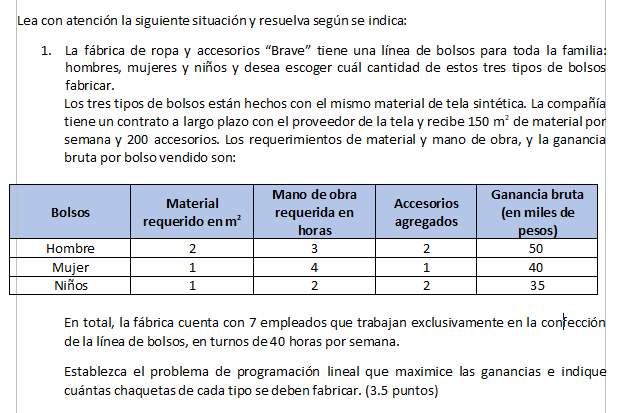 Lea con atención la siguiente situación y resuelva según se indica:
1. La fábrica de ropa y accesorios “Brave” tiene una línea de bolsos para toda la familia:
hombres, mujeres y niños y desea escoger cuál cantidad de estos tres tipos de bolsos
fabricar.
Los tres tipos de bolsos están hechos con el mismo material de tela sintética. La compañía
tiene un contrato a largo plazo con el proveedor de la tela y recibe 150 m² de material por
semana y 200 accesorios. Los requerimientos de material y mano de obra, y la ganancia
bruta por bolso vendido son:
Bolsos | Material requerido en m² | Mano de obra requerida en horas | Accesorios agregados | Ganancia bruta (en miles de pesos)
Hombre | 2 | 3 | 2 | 50
Mujer | 1 | 4 | 1 | 40
Niños | 1 | 2 | 2 | 35
En total, la fábrica cuenta con 7 empleados que trabajan exclusivamente en la confección
de la línea de bolsos, en turnos de 40 horas por semana.
Establezca el problema de programación lineal que maximice las ganancias e indique
cuántas chaquetas de cada tipo se deben fabricar. (3.5 puntos)